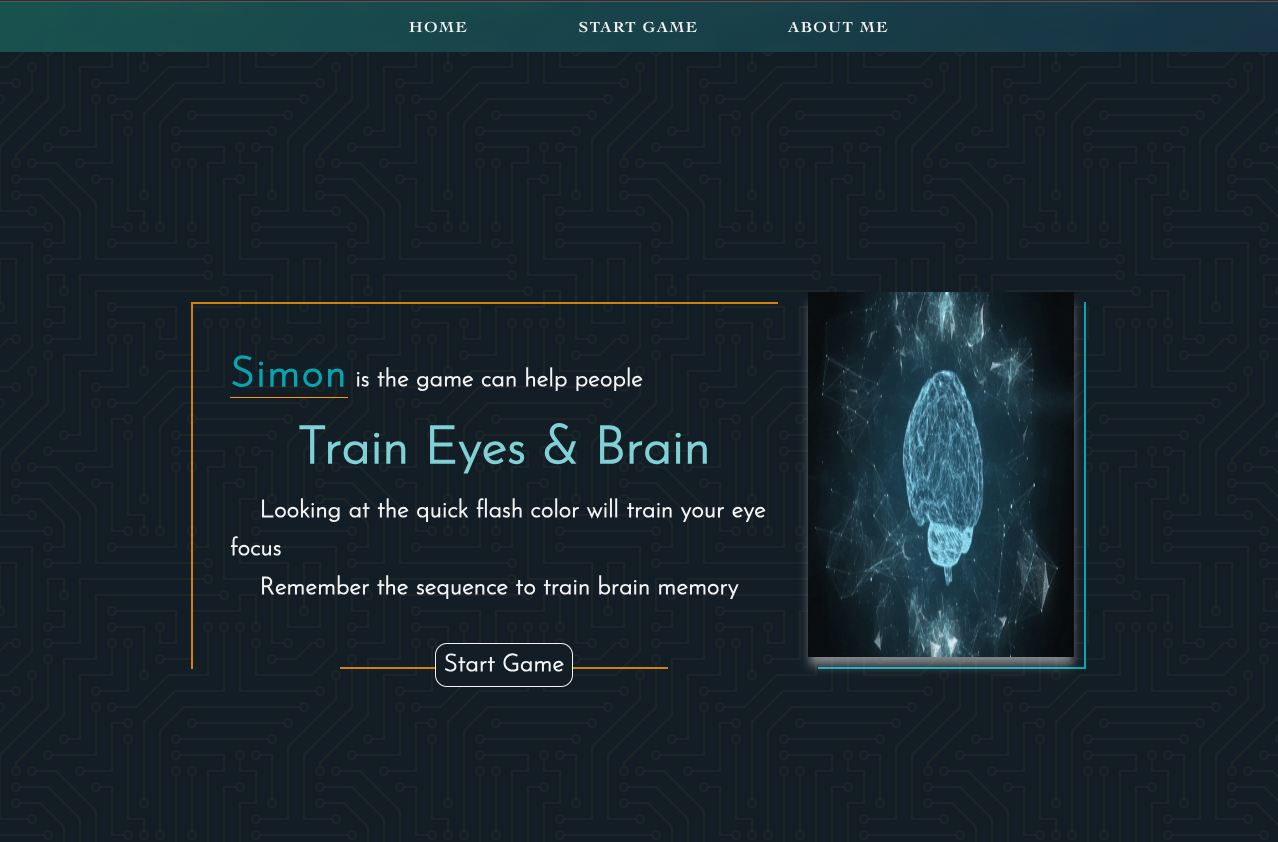 HOME START GAME ABOUT ME
Simon is the game can help people
Train Eyes & Brain
Looking at the quick flash color will train your eye
focus
Remember the sequence to train brain memory
Start Game